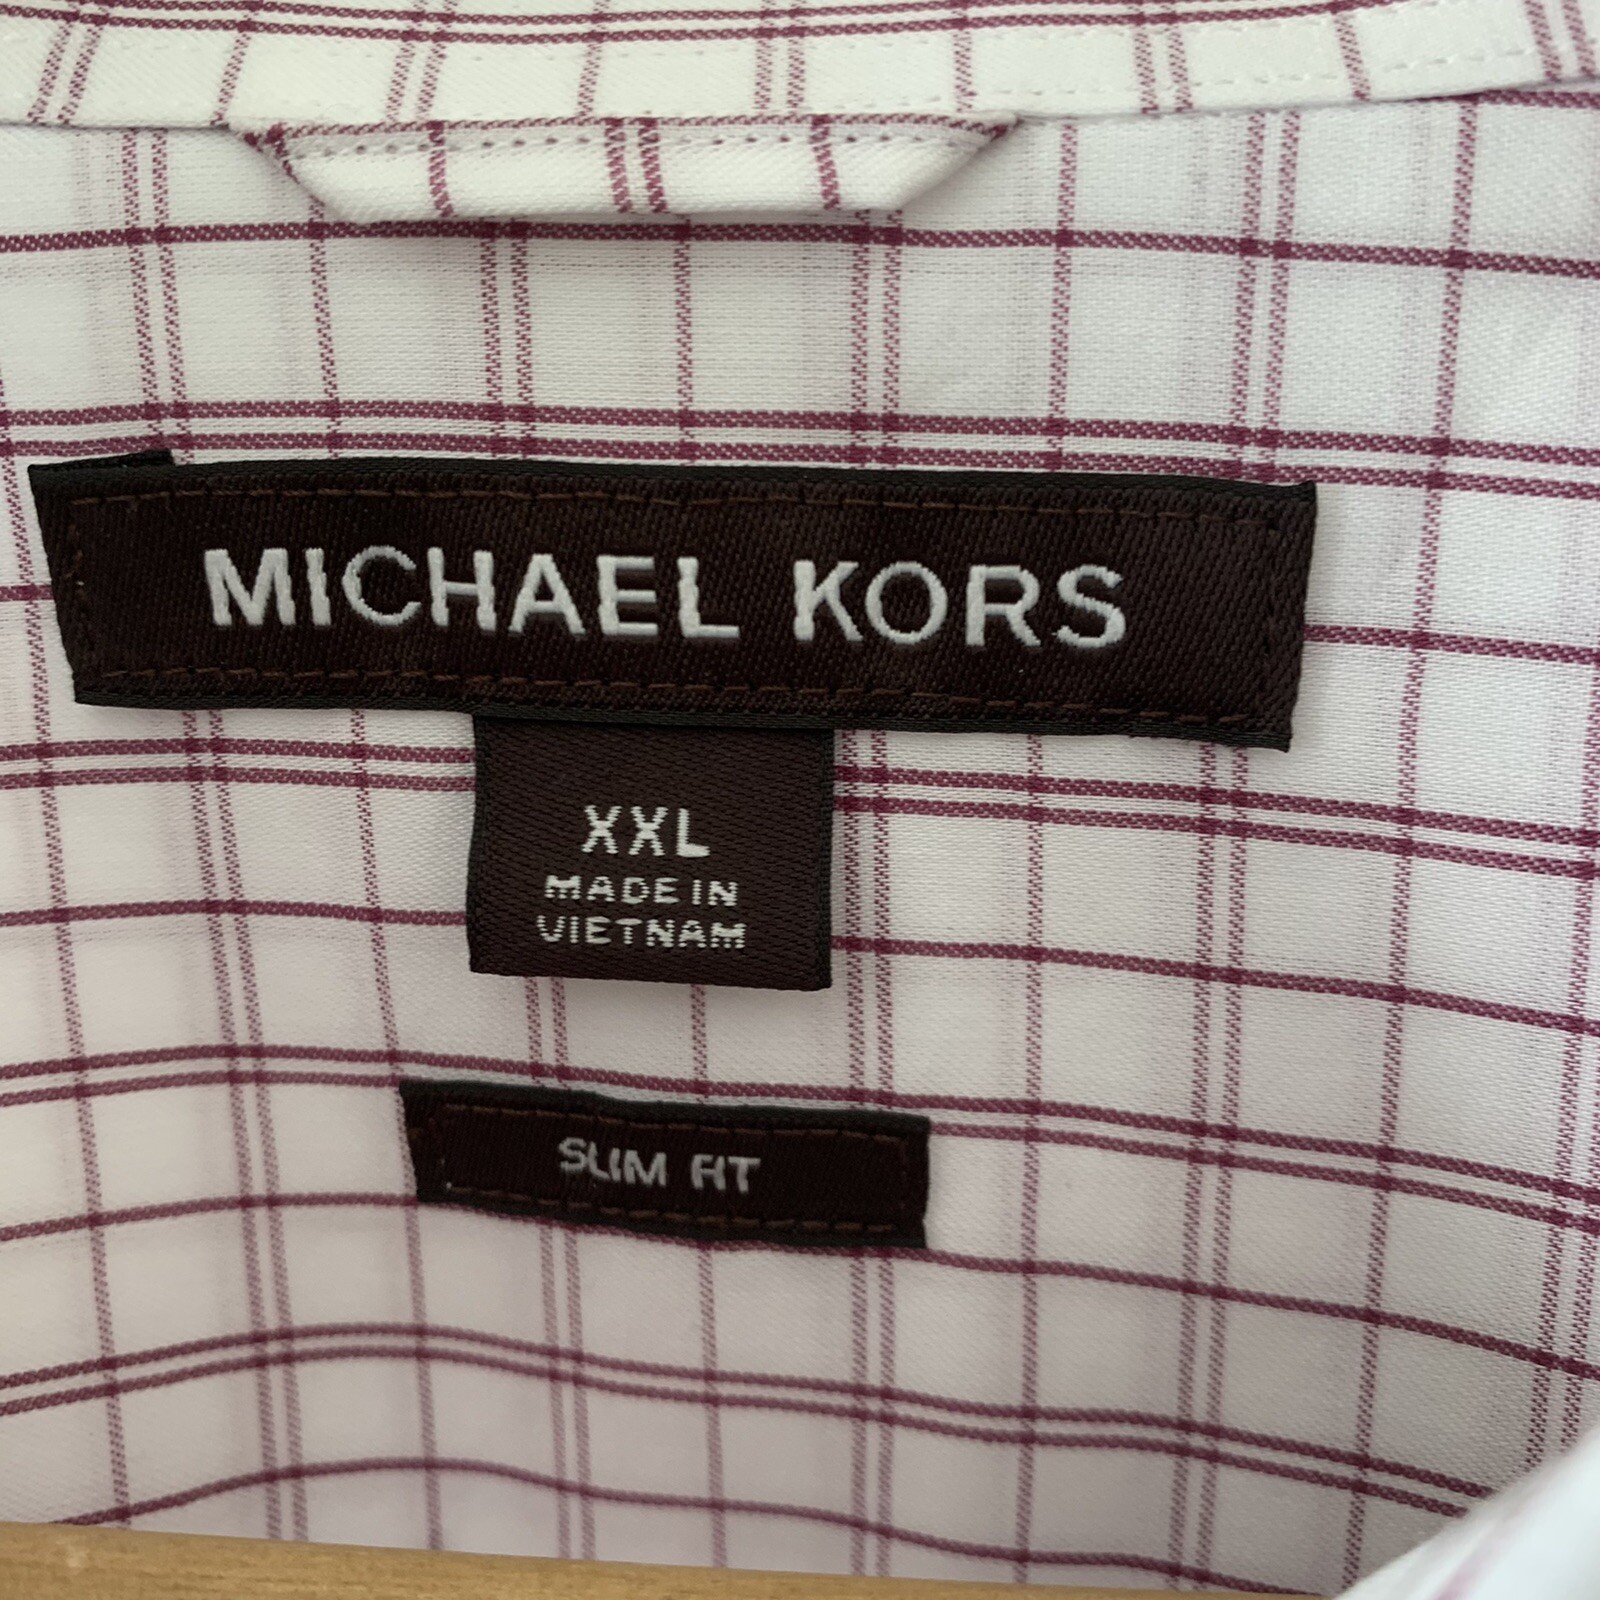 MICHAEL KORS
XXL
MADE IN
VIETNAM
SLIM FIT